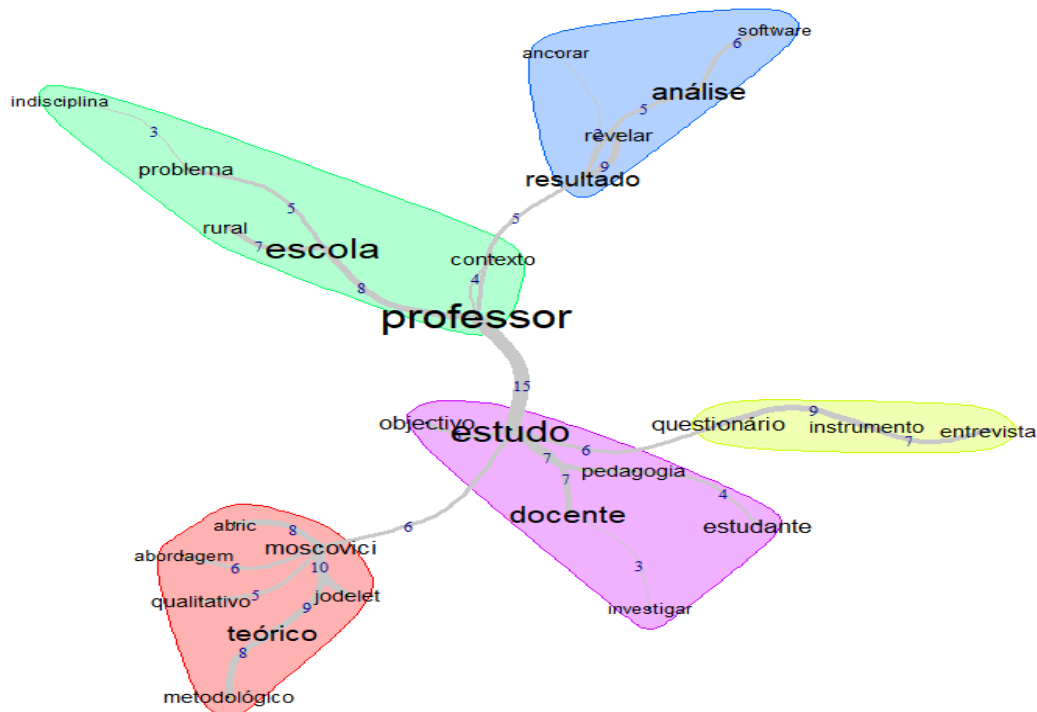 software
6
ancorar
análise
5
indisciplina
3
revelar
problema
9
resultado
5
5
rural
7
escola
contexto
4
8
professor
15
objectivo
estudo
questionário
9
instrumento
entrevista
7
6
7
pedagogia
7
4
docente
estudante
6
abric
8
moscovici
abordagem
6
10
3
qualitativo
5
jodelet
9
investigar
teórico
8
metodológico